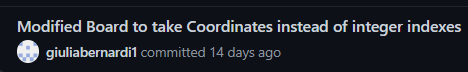 Modified Board to take Coordinates instead of integer indexes
giuliabernardi1 committed 14 days ago